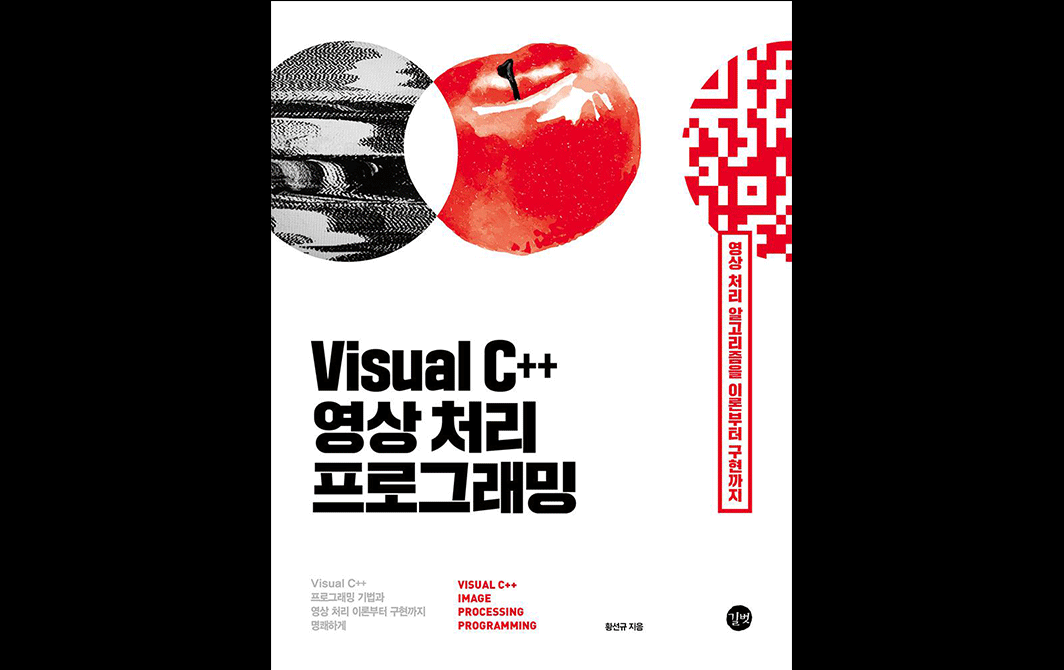 영상 처리 알고리즘을 이론부터 구현까지
Visual C++
영상 처리
프로그래밍
Visual C++
프로그래밍 기법과
영상 처리 이론부터 구현까지
명쾌하게
VISUAL C++
IMAGE
PROCESSING
PROGRAMMING
황선규 지음
길벗